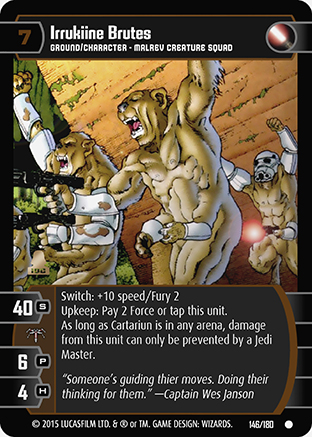 7
Irrukiine Brutes
GROUND/CHARACTER - MALREV CREATURE SQUAD
Switch: +10 speed/Fury 2
40 S
Upkeep: Pay 2 Force or tap this unit.
As long as Cartariun is in any arena, damage
from this unit can only be prevented by a Jedi
Master.
6 P
"Someone's guiding thier moves. Doing their
4 H
thinking for them." —Captain Wes Janson
© 2015 LUCASFILM LTD. & ® or TM. GAME DESIGN: WIZARDS.
146/180